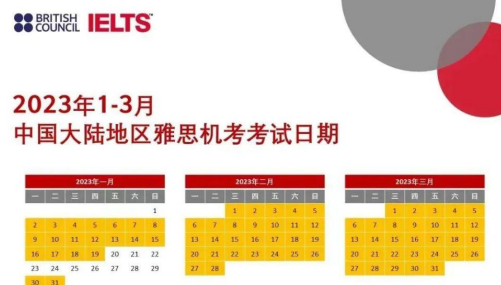 BRITISH COUNCIL IELTS™
2023年1-3月
中国大陆地区雅思机考考试日期
2023年一月
一 二 三 四 五 六 日
1
2 3 4 5 6 7 8
9 10 11 12 13 14 15
16 17 18 19 20 21 22
23 24 25 26 27 28 29
30 31
2023年二月
一 二 三 四 五 六 日
1 2 3 4 5
6 7 8 9 10 11 12
13 14 15 16 17 18 19
20 21 22 23 24 25 26
27 28
2023年三月
一 二 三 四 五 六 日
1 2 3 4 5
6 7 8 9 10 11 12
13 14 15 16 17 18 19
20 21 22 23 24 25 26
27 28 29 30 31